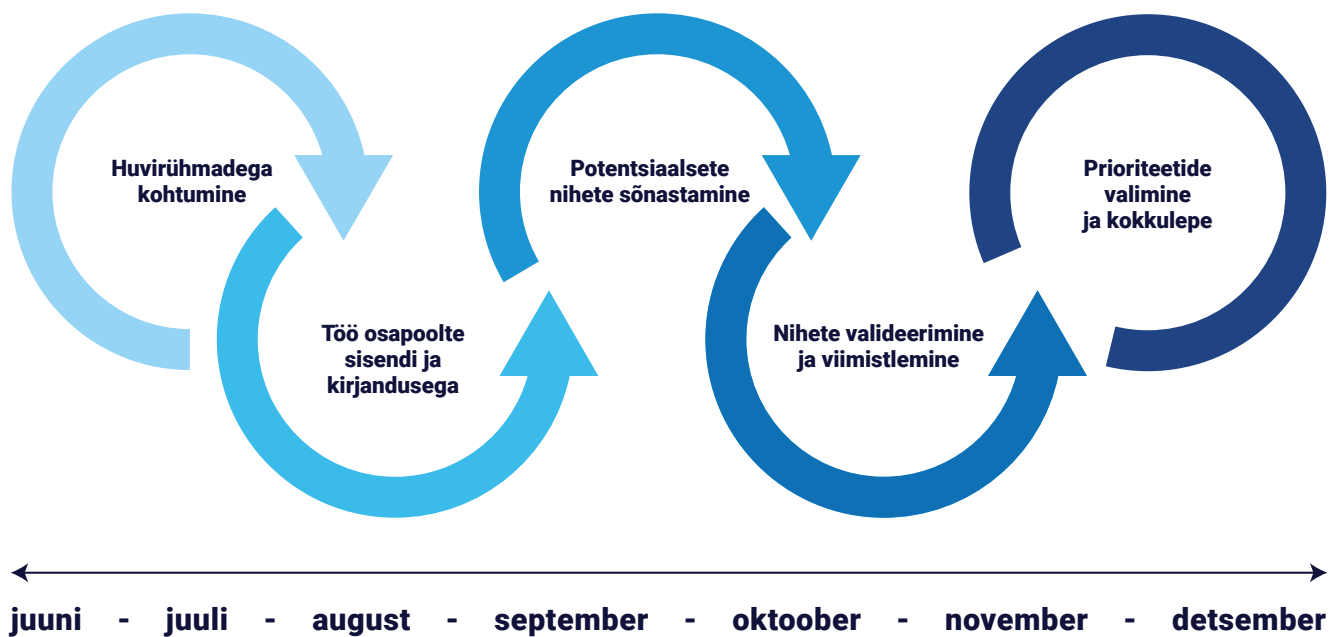 Huvirühmadega
kohtumine
Töö osapoolte
sisendi ja
kirjandusega
Potentsiaalsete
nihete sõnastamine
Nihete valideerimine
ja viimistlemine
Prioriteetide
valimine
ja kokkulepe
juuni - juuli - august - september - oktoober - november - detsember